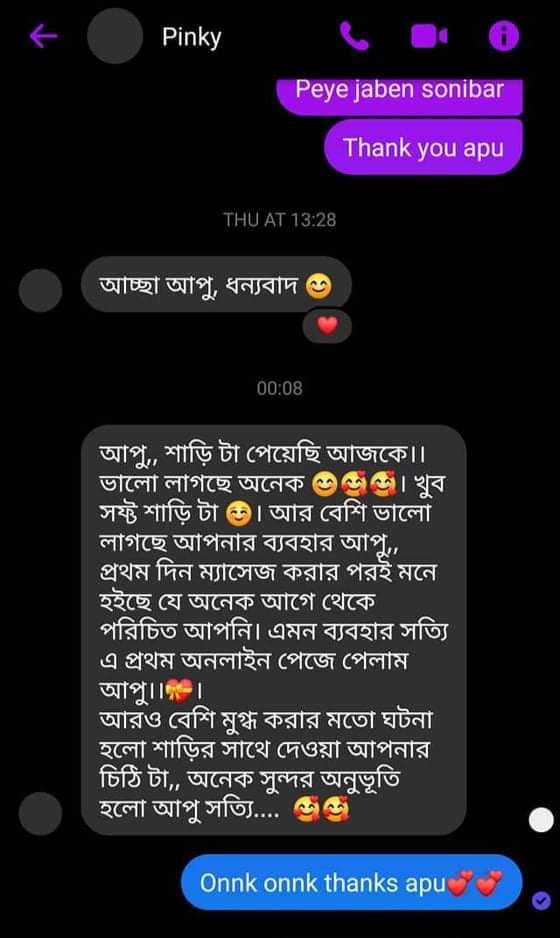 Pinky
Peye jaben sonibar
Thank you apu
THU AT 13:28
আচ্ছা আপু, ধন্যবাদ 😊
❤️
00:08
আপু,, শাড়ি টা পেয়েছি আজকে।।
ভালো লাগছে অনেক 😊🥰🥰। খুব
সফ্ট শাড়ি টা ☺️। আর বেশি ভালো
লাগছে আপনার ব্যবহার আপু,,
প্রথম দিন ম্যাসেজ করার পরই মনে
হইছে যে অনেক আগে থেকে
পরিচিত আপনি। এমন ব্যবহার সত্যি
এ প্রথম অনলাইন পেজে পেলাম
আপু।।💝।
আরও বেশি মুগ্ধ করার মতো ঘটনা
হলো শাড়ির সাথে দেওয়া আপনার
চিঠি টা,, অনেক সুন্দর অনুভূতি
হলো আপু সত্যি.... 🥰🥰
Onnk onnk thanks apu💕💕